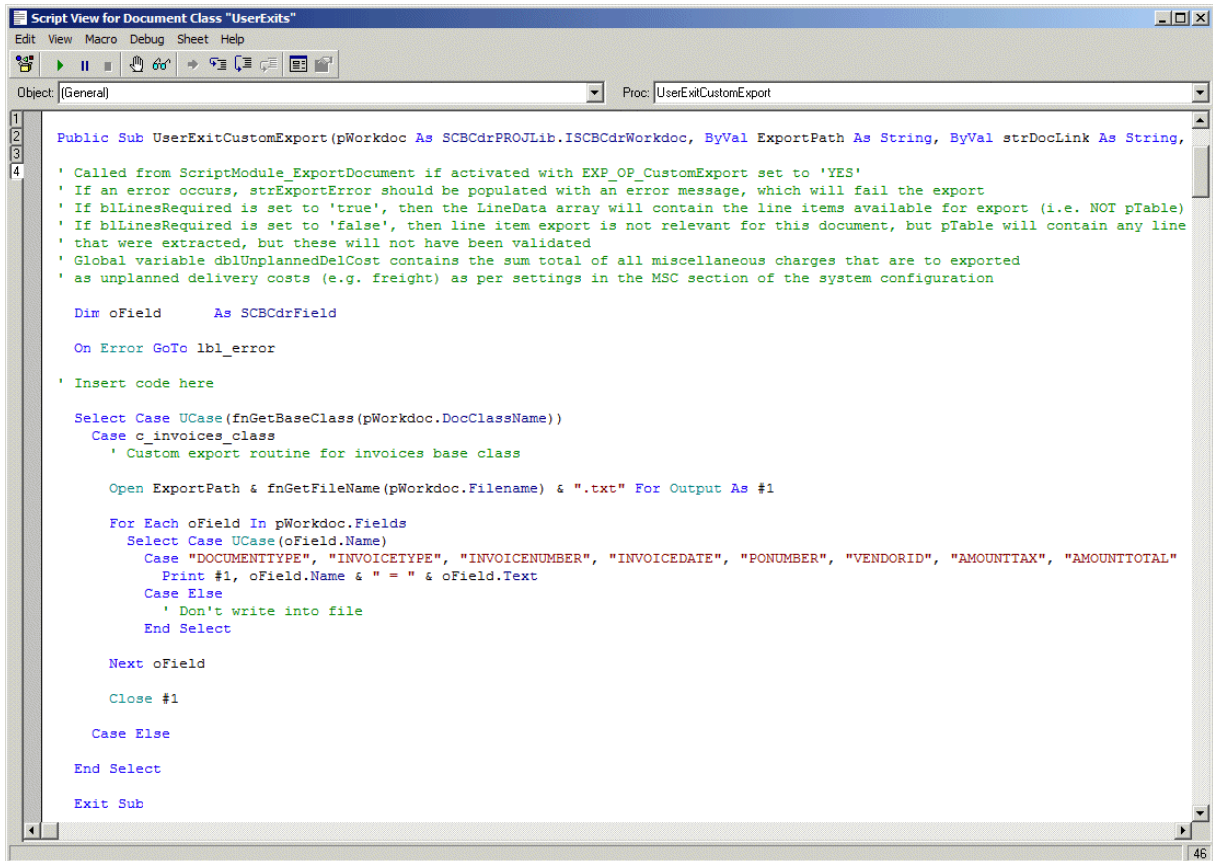 Script View for Document Class "UserExits"
Edit View Macro Debug Sheet Help
Object: (General) Proc: UserExitCustomExport
1
2
3
4
Public Sub UserExitCustomExport(pWorkdoc As SCBCdrPROJLib.ISCBCdrWorkdoc, ByVal ExportPath As String, ByVal strDocLink As String,
' Called from ScriptModule_ExportDocument if activated with EXP_OP_CustomExport set to 'YES'
' If an error occurs, strExportError should be populated with an error message, which will fail the export
' If blLinesRequired is set to 'true', then the LineData array will contain the line items available for export (i.e. NOT pTable)
' If blLinesRequired is set to 'false', then line item export is not relevant for this document, but pTable will contain any line
' that were extracted, but these will not have been validated
' Global variable dblUnplannedDelCost contains the sum total of all miscellaneous charges that are to exported
' as unplanned delivery costs (e.g. freight) as per settings in the MSC section of the system configuration
Dim oField As SCBCdrField
On Error GoTo lbl_error
' Insert code here
Select Case UCase(fnGetBaseClass(pWorkdoc.DocClassName))
Case c_invoices_class
' Custom export routine for invoices base class
Open ExportPath & fnGetFileName(pWorkdoc.Filename) & ".txt" For Output As #1
For Each oField In pWorkdoc.Fields
Select Case UCase(oField.Name)
Case "DOCUMENTTYPE", "INVOICETYPE", "INVOICENUMBER", "INVOICEDATE", "PONUMBER", "VENDORID", "AMOUNTTAX", "AMOUNTTOTAL"
Print #1, oField.Name & " = " & oField.Text
Case Else
' Don't write into file
End Select
Next oField
Close #1
Case Else
End Select
Exit Sub
46